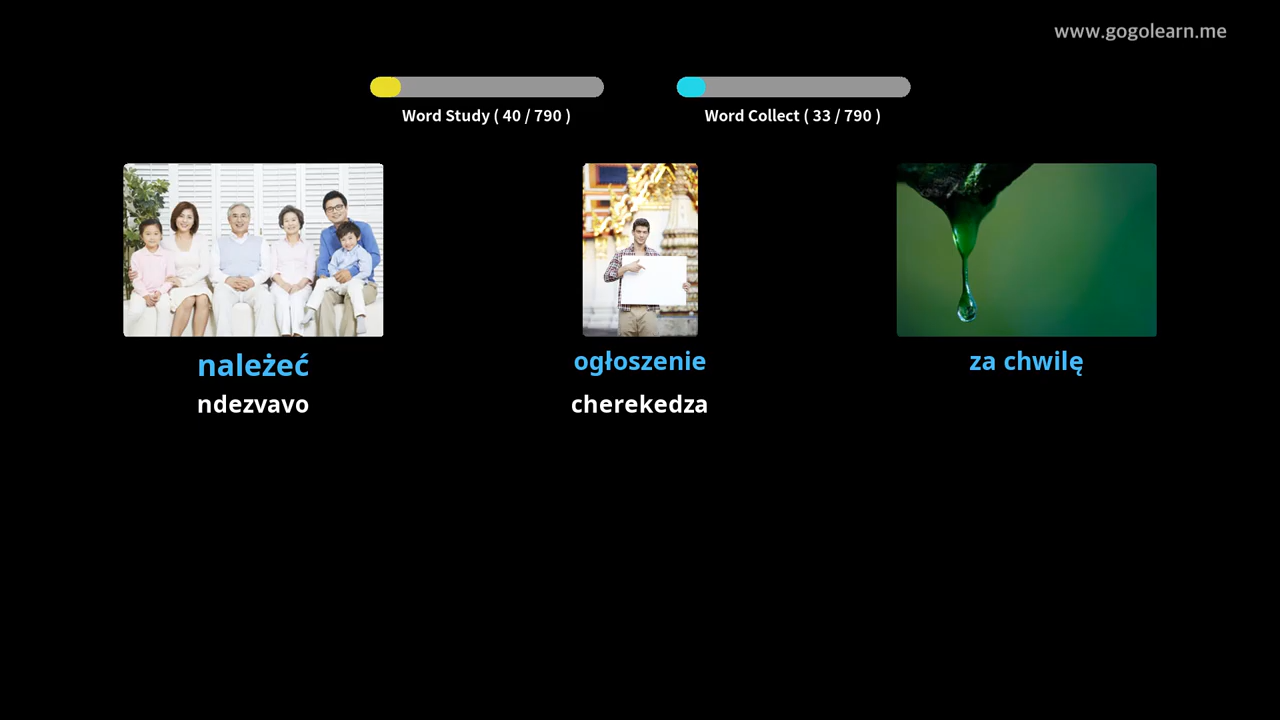 www.gogolearn.me
Word Study ( 40 / 790 )
Word Collect ( 33 / 790 )
należeć
ndezvavo
ogłoszenie
cherekedza
za chwilę